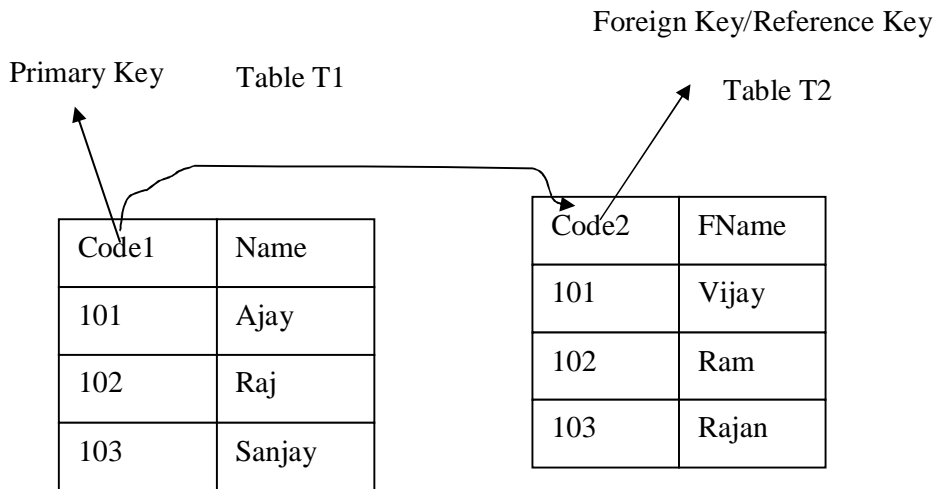 Foreign Key/Reference Key
Primary Key
Table T1
Table T2
Code1 Name
101 Ajay
102 Raj
103 Sanjay
Code2 FName
101 Vijay
102 Ram
103 Rajan